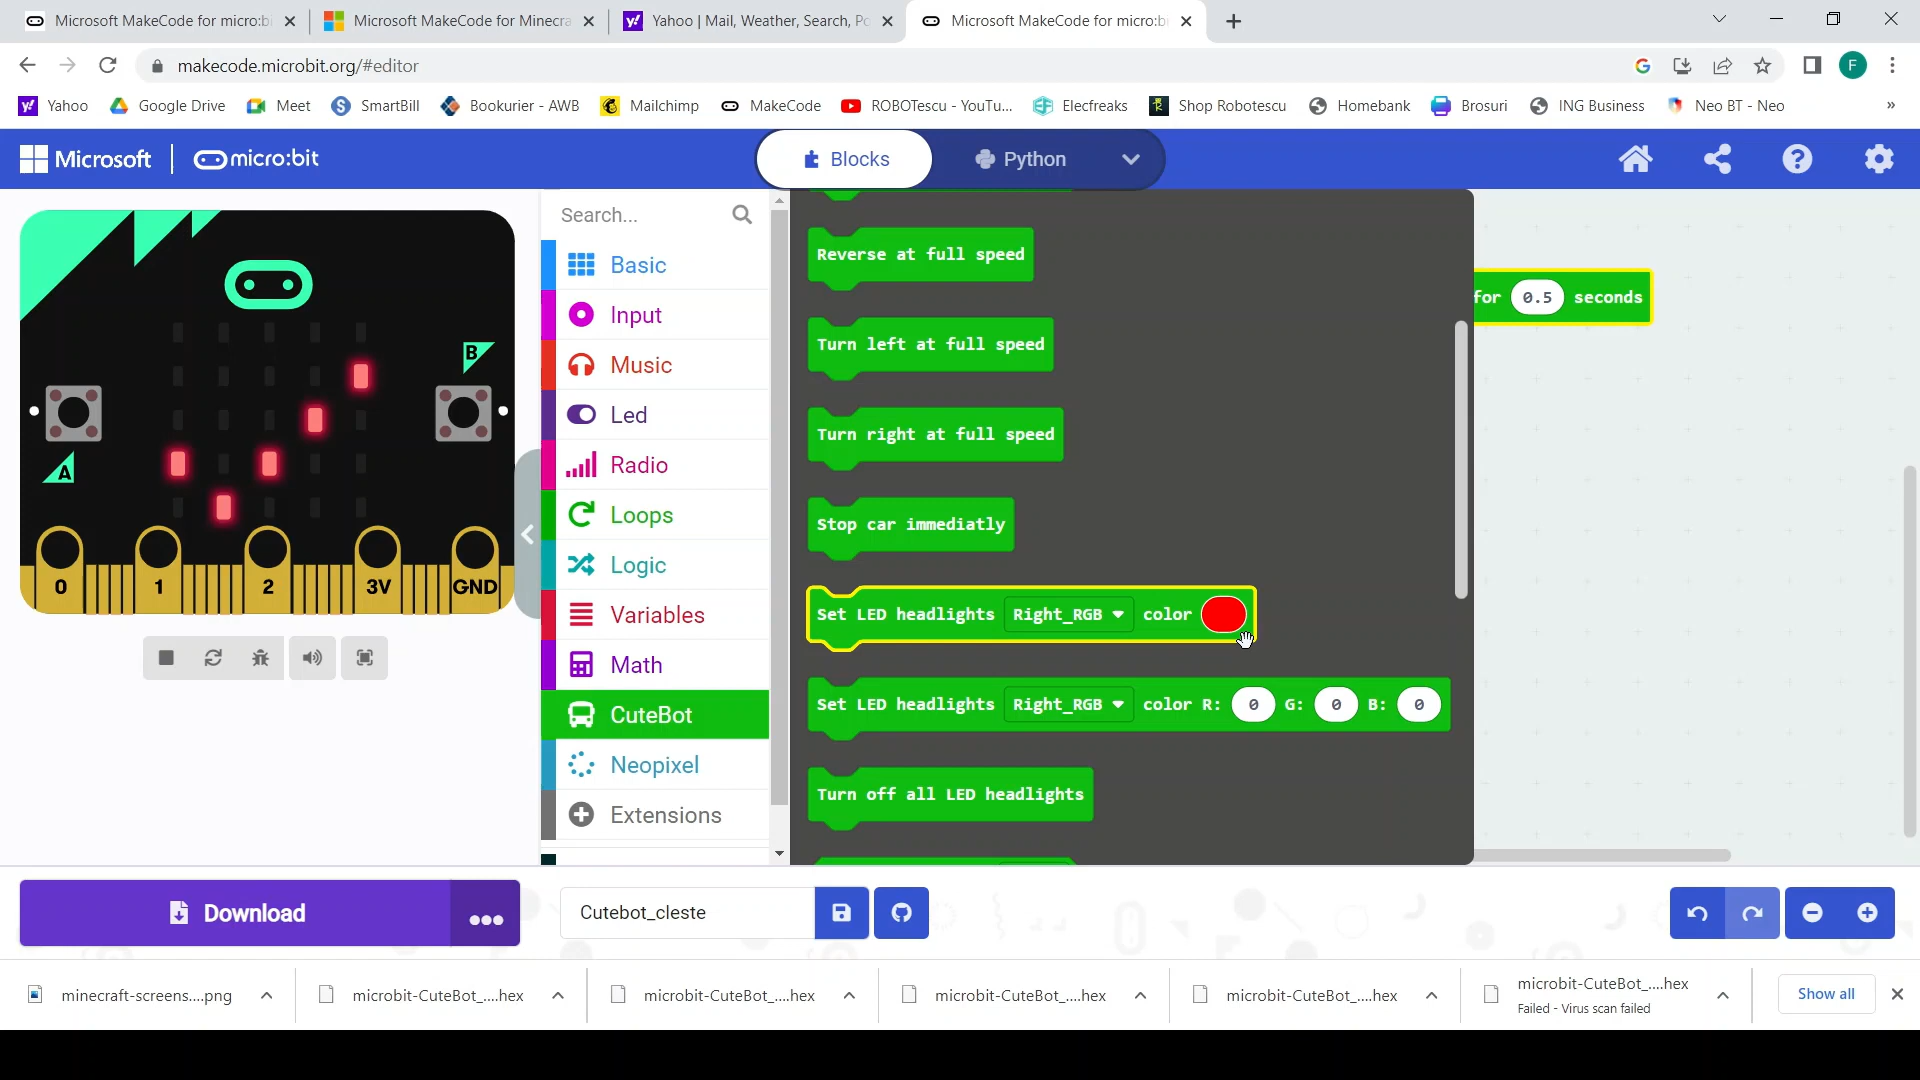 Microsoft MakeCode for micro:bi
Microsoft MakeCode for Minecra
Yahoo | Mail, Weather, Search, Po
Microsoft MakeCode for micro:bi
makecode.microbit.org/#editor
F
Yahoo
Google Drive
Meet
SmartBill
Bookurier - AWB
Mailchimp
MakeCode
ROBOTescu - YouTu...
Elecfreaks
Shop Robotescu
Homebank
Brosuri
ING Business
Neo BT - Neo
»
Microsoft
micro:bit
Blocks
Python
B
A
0
1
2
3V
GND
Search...
Basic
Input
Music
Led
Radio
Loops
Logic
Variables
Math
CuteBot
Neopixel
Extensions
Reverse at full speed
Turn left at full speed
Turn right at full speed
Stop car immediatly
Set LED headlights Right_RGB color
Set LED headlights Right_RGB color R: 0 G: 0 B: 0
Turn off all LED headlights
for 0.5 seconds
Download
...
Cutebot_cleste
minecraft-screens....png
microbit-CuteBot_....hex
microbit-CuteBot_....hex
microbit-CuteBot_....hex
microbit-CuteBot_....hex
microbit-CuteBot_....hex
Failed - Virus scan failed
Show all